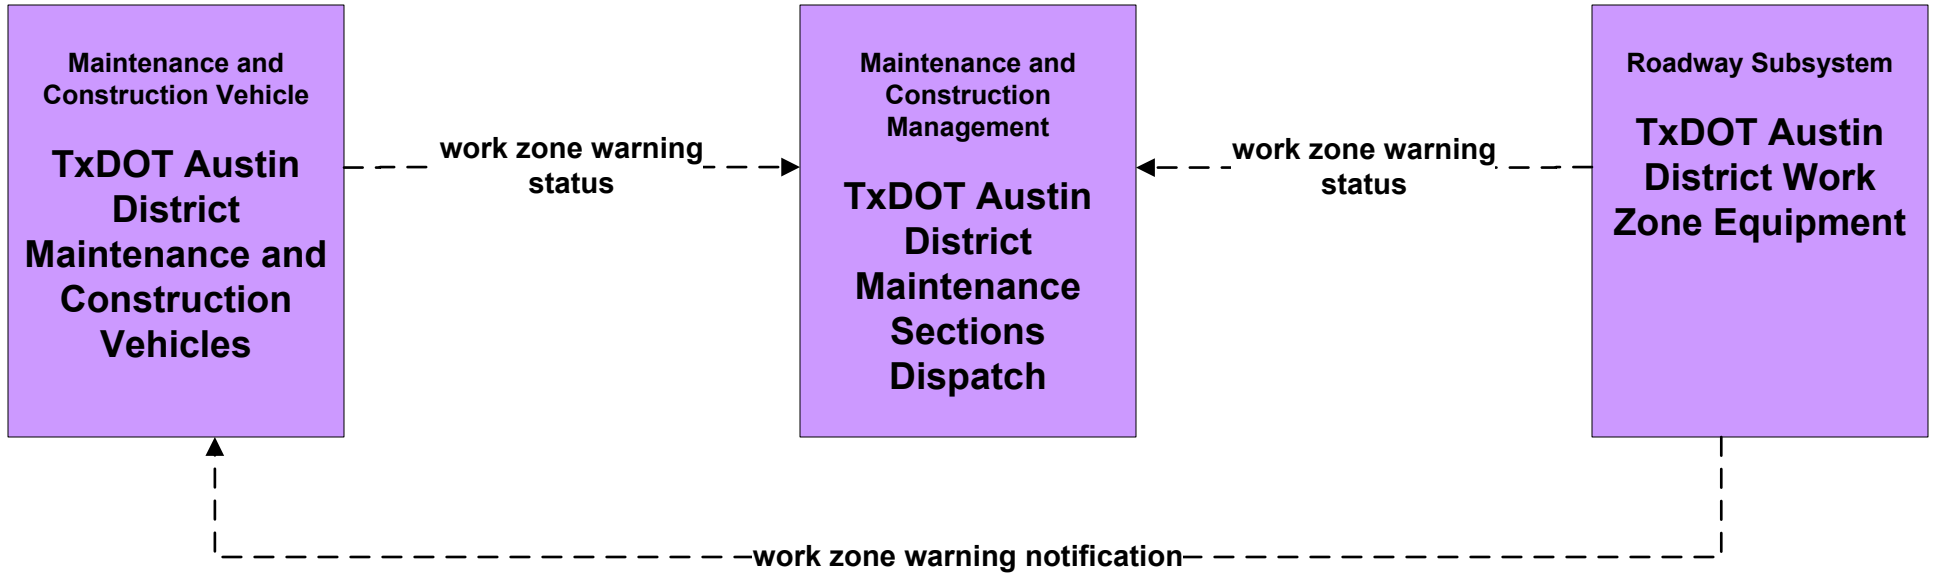 Maintenance and
Construction Vehicle
TxDOT Austin
District
Maintenance and
Construction
Vehicles
work zone warning
status
Maintenance and
Construction
Management
TxDOT Austin
District
Maintenance
Sections
Dispatch
work zone warning
status
Roadway Subsystem
TxDOT Austin
District Work
Zone Equipment
work zone warning notification